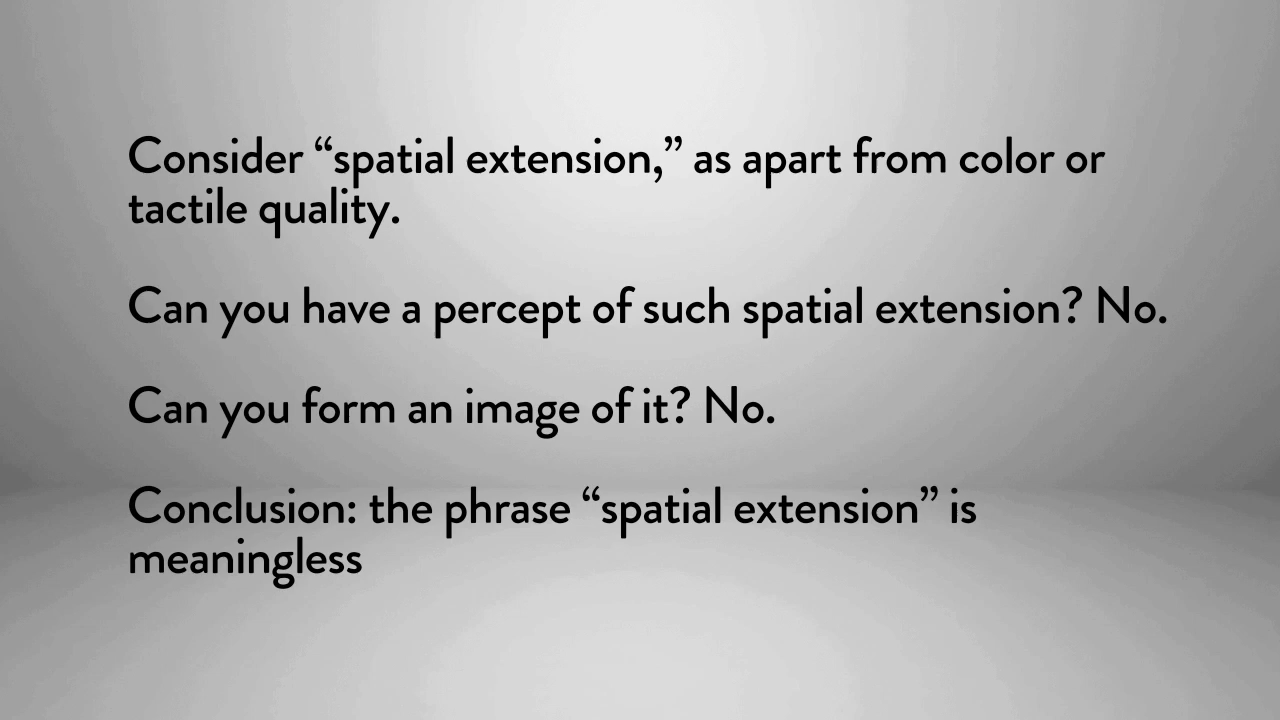 Consider “spatial extension,” as apart from color or
tactile quality.
Can you have a percept of such spatial extension? No.
Can you form an image of it? No.
Conclusion: the phrase “spatial extension” is
meaningless